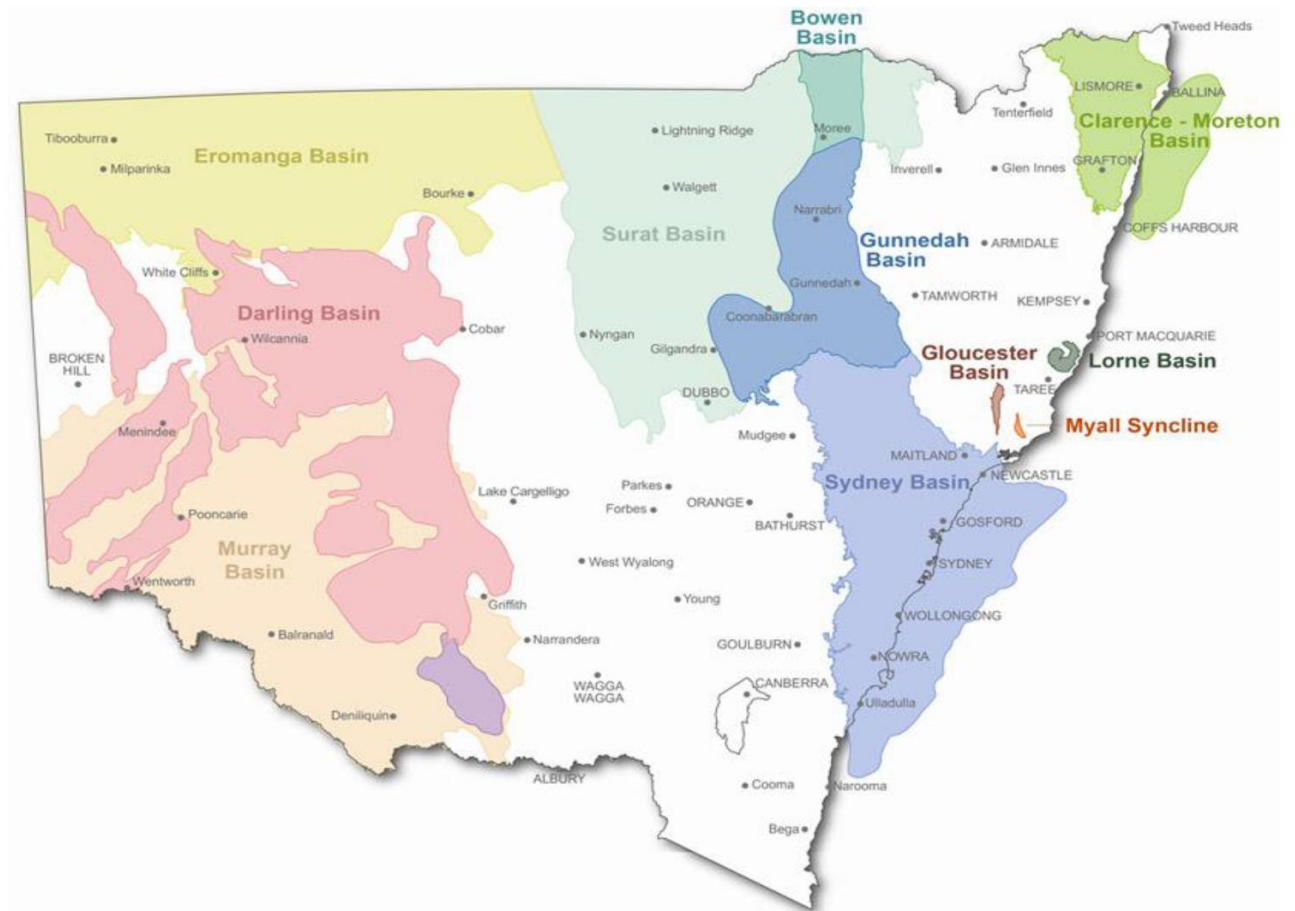 Bowen
Basin
Tweed Heads
LISMORE
BALLINA
Tenterfield
Clarence - Moreton
Basin
Tibooburra
Milparinka
Eromanga Basin
Lightning Ridge
Moree
Inverell
Glen Innes
GRAFTON
Bourke
Walgett
Narrabri
Surat Basin
Gunnedah
Basin
COFFS HARBOUR
ARMIDALE
White Cliffs
Gunnedah
TAMWORTH
KEMPSEY
Darling Basin
Wilcannia
Cobar
Nyngan
Coonabarabran
Gilgandra
PORT MACQUARIE
Gloucester
Basin
Lorne Basin
BROKEN
HILL
TAREE
DUBBO
Menindee
Mudgee
Myall Syncline
MAITLAND
NEWCASTLE
Sydney Basin
Lake Cargelligo
Parkes
Forbes
ORANGE
BATHURST
GOSFORD
Pooncarie
Murray
Basin
West Wyalong
SYDNEY
Wentworth
Griffith
Young
WOLLONGONG
Balranald
Narrandera
GOULBURN
NOWRA
WAGGA
WAGGA
CANBERRA
Ulladulla
Deniliquin
ALBURY
Cooma
Narooma
Bega